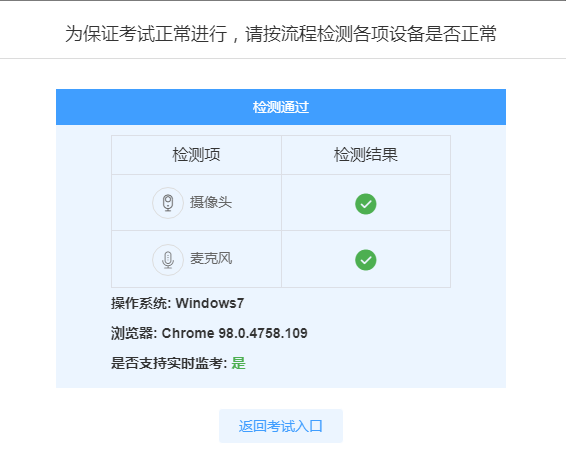 为保证考试正常进行，请按流程检测各项设备是否正常
检测通过
检测项 检测结果
摄像头
麦克风
操作系统: Windows7
浏览器: Chrome 98.0.4758.109
是否支持实时监考: 是
返回考试入口